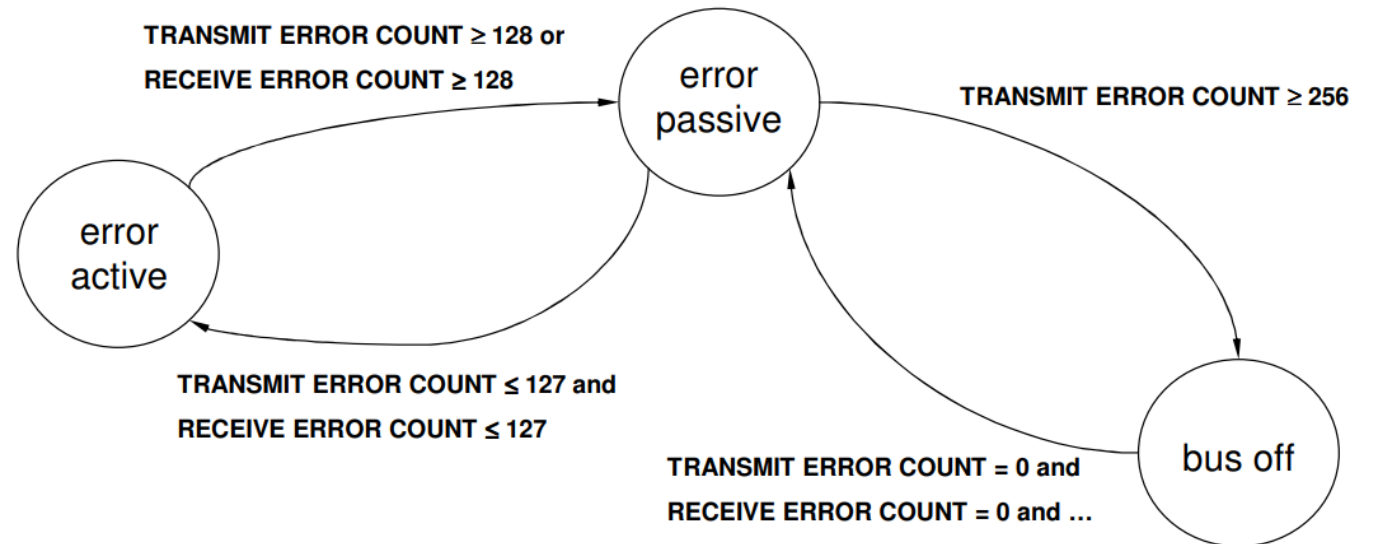 TRANSMIT ERROR COUNT ≥ 128 or
RECEIVE ERROR COUNT ≥ 128
error
passive
TRANSMIT ERROR COUNT ≥ 256
error
active
TRANSMIT ERROR COUNT ≤ 127 and
RECEIVE ERROR COUNT ≤ 127
bus off
TRANSMIT ERROR COUNT = 0 and
RECEIVE ERROR COUNT = 0 and …